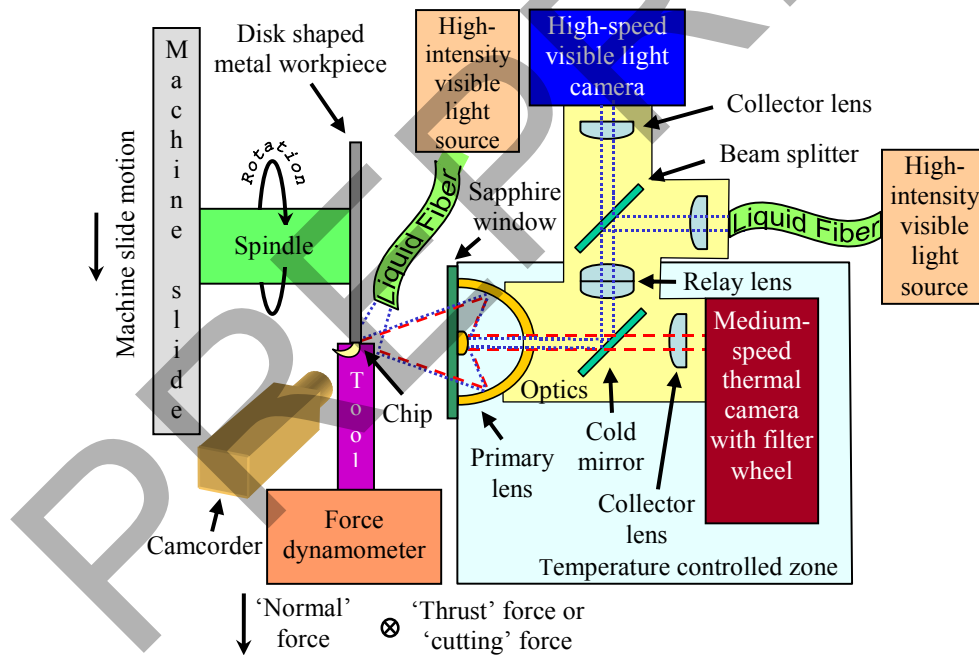 Machine slide motion
Machine slide
Disk shaped
metal workpiece
Rotation
Spindle
High-
intensity
visible
light
source
Liquid Fiber
Sapphire
window
High-speed
visible light
camera
Collector lens
Beam splitter
Liquid Fiber
High-
intensity
visible
light
source
Relay lens
Medium-
speed
thermal
camera
with filter
wheel
Optics
Cold
mirror
Collector
lens
Primary
lens
Chip
Tool
Camcorder
Force
dynamometer
Temperature controlled zone
‘Normal’
force
‘Thrust’ force or
‘cutting’ force
PREPRI